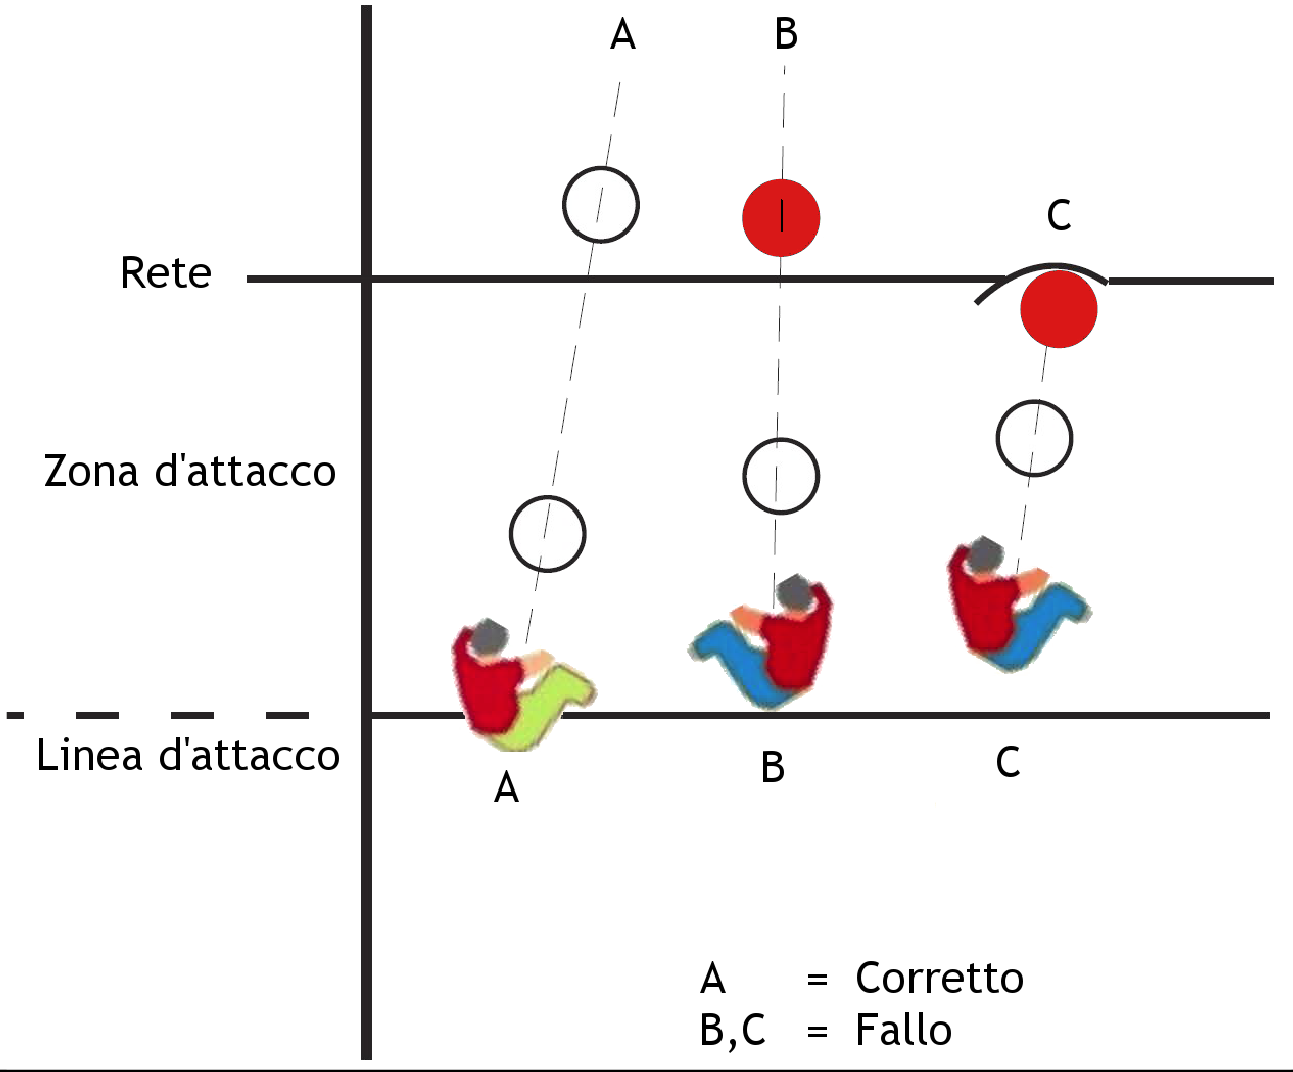 A
B
C
Rete
Zona d'attacco
Linea d'attacco
A
B
C
A = Corretto
B,C = Fallo